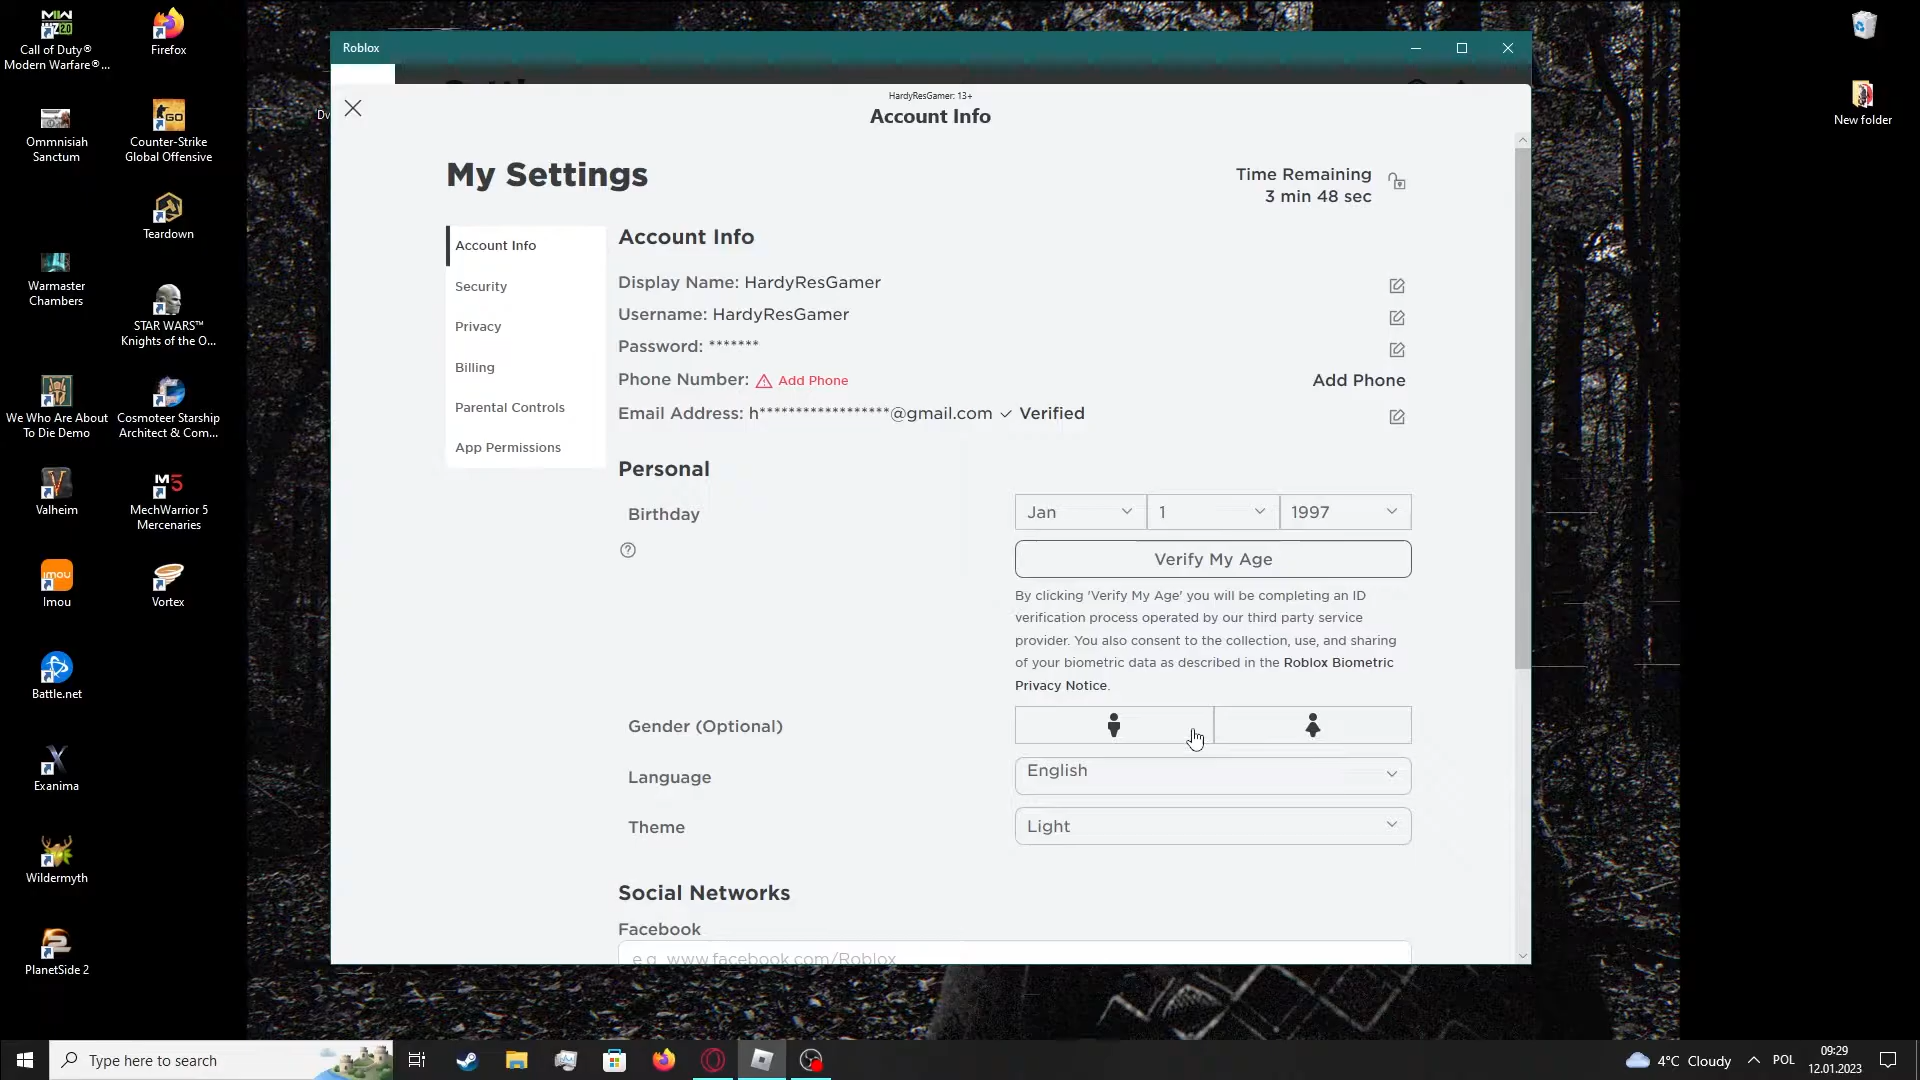 Call of Duty®
Modern Warfare®...
Firefox
Ommnisiah
Sanctum
Counter-Strike
Global Offensive
Teardown
Warmaster
Chambers
STAR WARS™
Knights of the O...
We Who Are About
To Die Demo
Cosmoteer Starship
Architect & Com...
Valheim
MechWarrior 5
Mercenaries
Imou
Vortex
Battle.net
Exanima
Wildermyth
PlanetSide 2
New folder
Roblox
HardyResGamer: 13+
Account Info
My Settings
Time Remaining
3 min 48 sec
Account Info
Security
Privacy
Billing
Parental Controls
App Permissions
Account Info
Display Name: HardyResGamer
Username: HardyResGamer
Password: *******
Phone Number: Add Phone
Add Phone
Email Address: h******************@gmail.com Verified
Personal
Birthday
Jan
1
1997
Verify My Age
By clicking 'Verify My Age' you will be completing an ID
verification process operated by our third party service
provider. You also consent to the collection, use, and sharing
of your biometric data as described in the Roblox Biometric
Privacy Notice.
Gender (Optional)
Language
English
Theme
Light
Social Networks
Facebook
e.g. www.facebook.com/Roblox
Type here to search
4°C Cloudy
POL
09:29
12.01.2023